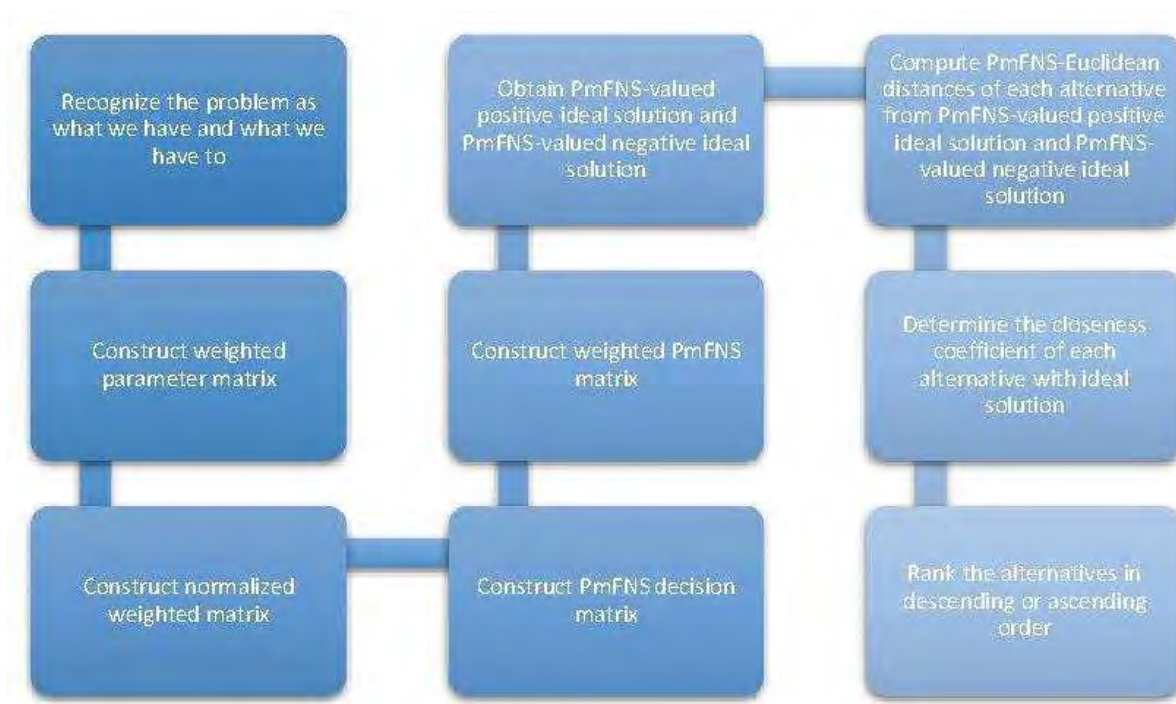 Recognize the problem as
what we have and what we
have to
Construct weighted
parameter matrix
Construct normalized
weighted matrix
Construct PmFNS decision
matrix
Construct weighted PmFNS
matrix
Obtain PmFNS-valued
positive ideal solution and
PmFNS-valued negative ideal
solution
Compute PmFNS-Euclidean
distances of each alternative
from PmFNS-valued positive
ideal solution and PmFNS-
valued negative ideal
solution
Determine the closeness
coefficient of each
alternative with ideal
solution
Rank the alternatives in
descending or ascending
order